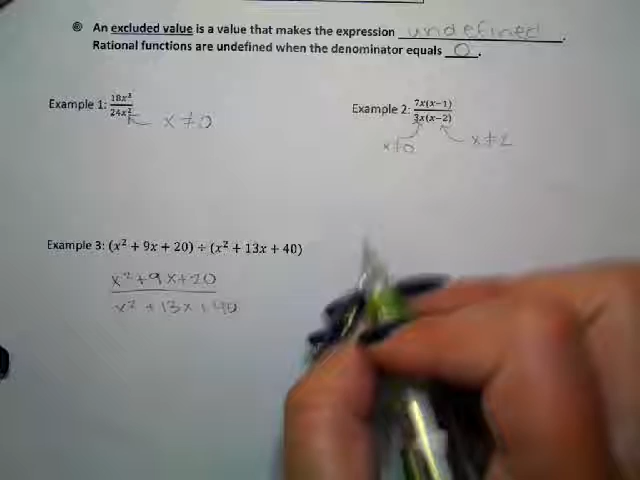 ◎ An excluded value is a value that makes the expression undefined.
Rational functions are undefined when the denominator equals 0.
Example 1: 18x³/24x² x ≠ 0
Example 2: 7x(x−1)/3x(x−2)
x ≠ 0 x ≠ 2
Example 3: (x² + 9x + 20) ÷ (x² + 13x + 40)
x² + 9x + 20
x² + 13x + 40